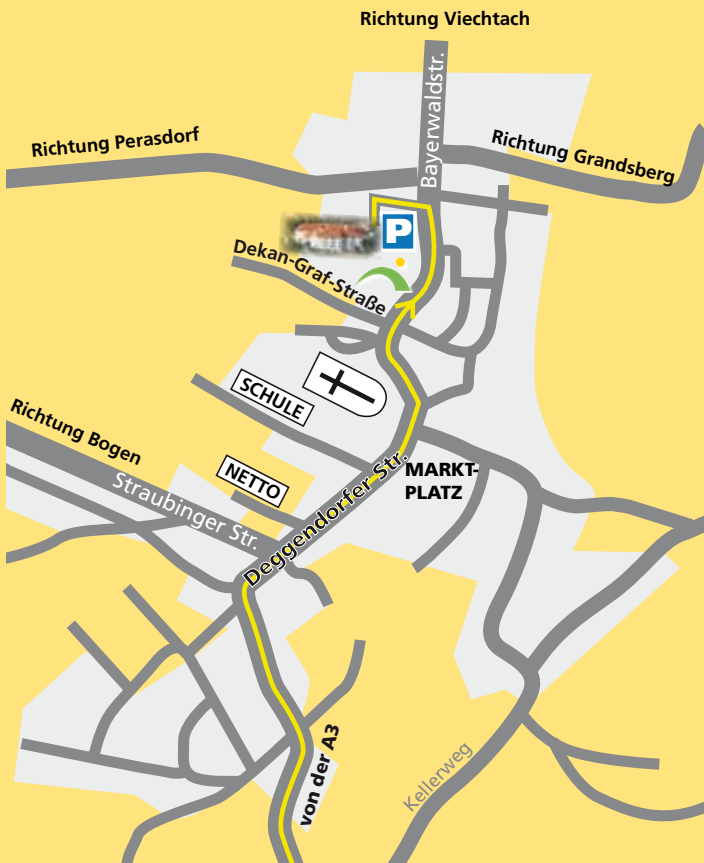 Richtung Viechtach
Bayerwaldstr.
Richtung Perasdorf
Richtung Grandsberg
P
Dekan-Graf-Straße
SCHULE
Richtung Bogen
NETTO
MARKT-
PLATZ
Straubinger Str.
Deggendorfer Str.
von der A3
Kellerweg